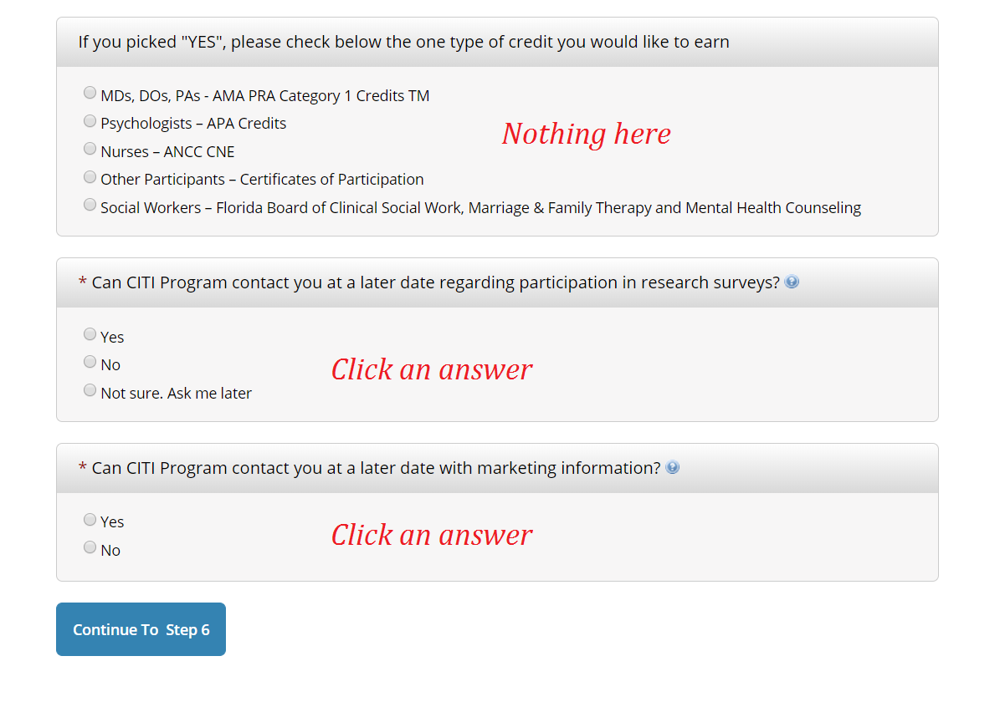 If you picked "YES", please check below the one type of credit you would like to earn
MDs, DOs, PAs - AMA PRA Category 1 Credits TM
Psychologists – APA Credits
Nothing here
Nurses – ANCC CNE
Other Participants – Certificates of Participation
Social Workers – Florida Board of Clinical Social Work, Marriage & Family Therapy and Mental Health Counseling
* Can CITI Program contact you at a later date regarding participation in research surveys? ?
Yes
No
Click an answer
Not sure. Ask me later
* Can CITI Program contact you at a later date with marketing information? ?
Yes
Click an answer
No
Continue To Step 6